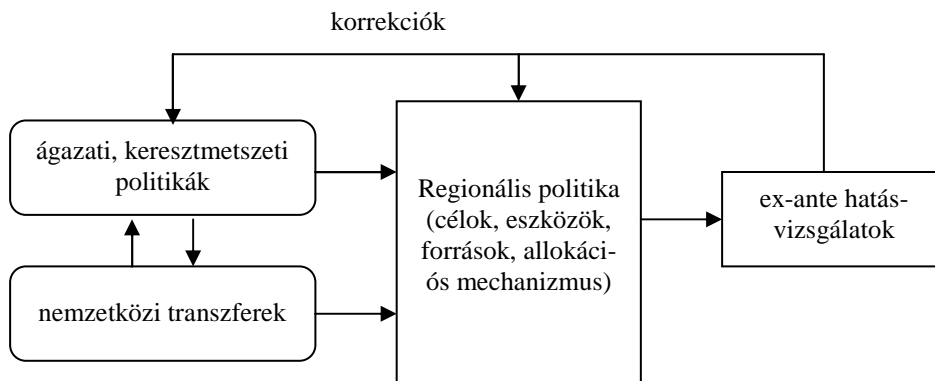 korrekciók
ágazati, keresztmetszeti
politikák
nemzetközi transzferek
Regionális politika
(célok, eszközök,
források, allokáci-
ós mechanizmus)
ex-ante hatás-
vizsgálatok